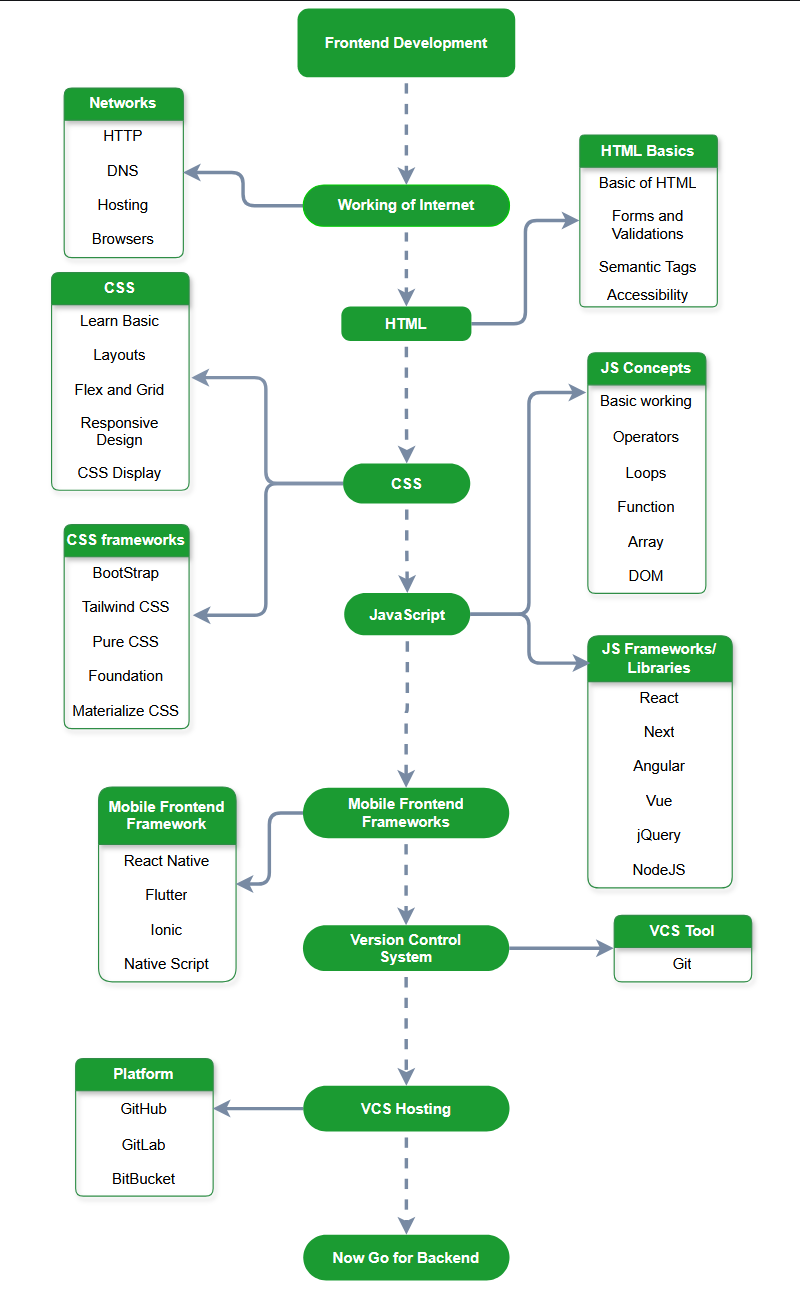 Frontend Development
Networks
HTTP
DNS
Hosting
Browsers
Working of Internet
HTML Basics
Basic of HTML
Forms and
Validations
Semantic Tags
Accessibility
HTML
CSS
Learn Basic
Layouts
Flex and Grid
Responsive
Design
CSS Display
CSS
CSS frameworks
BootStrap
Tailwind CSS
Pure CSS
Foundation
Materialize CSS
JS Concepts
Basic working
Operators
Loops
Function
Array
DOM
JavaScript
JS Frameworks/
Libraries
React
Next
Angular
Vue
jQuery
NodeJS
Mobile Frontend
Frameworks
Mobile Frontend
Framework
React Native
Flutter
Ionic
Native Script
Version Control
System
VCS Tool
Git
Platform
GitHub
GitLab
BitBucket
VCS Hosting
Now Go for Backend